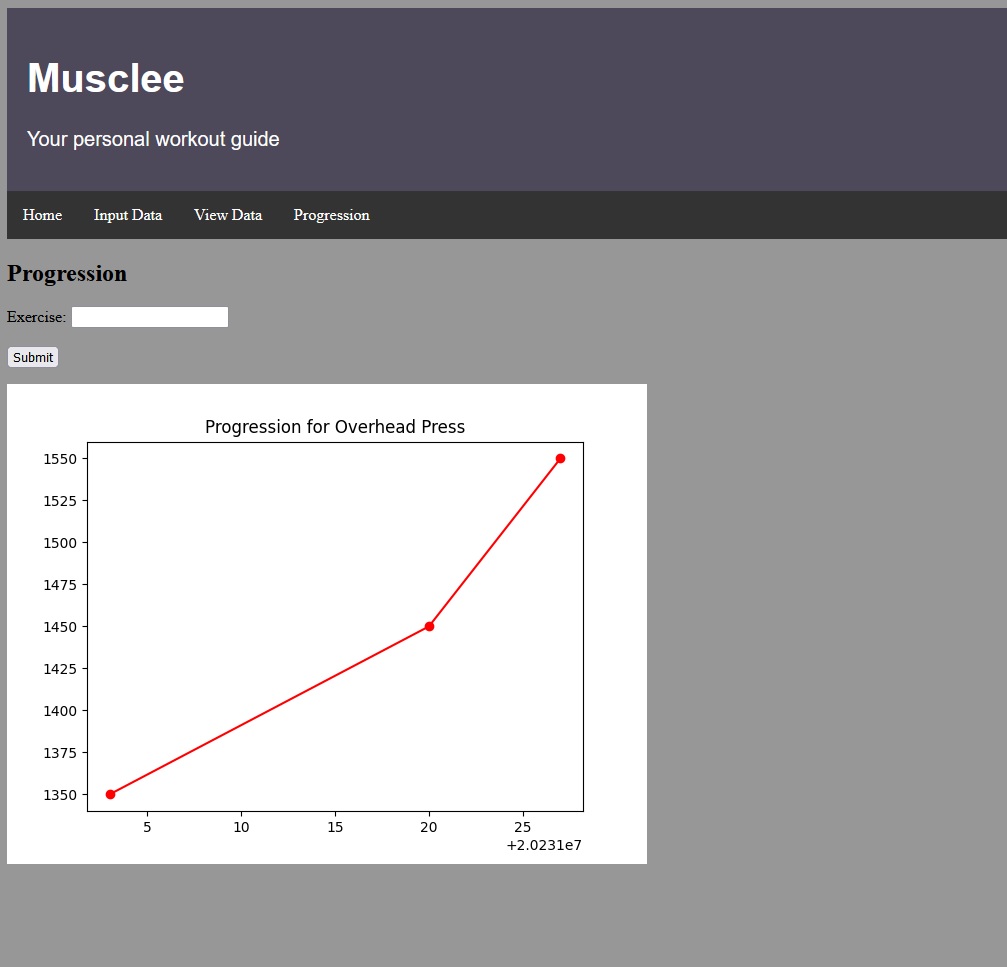 Musclee
Your personal workout guide
Home Input Data View Data Progression
Progression
Exercise:
Submit
Progression for Overhead Press
1550
1525
1500
1475
1450
1425
1400
1375
1350
5 10 15 20 25
+2.0231e7